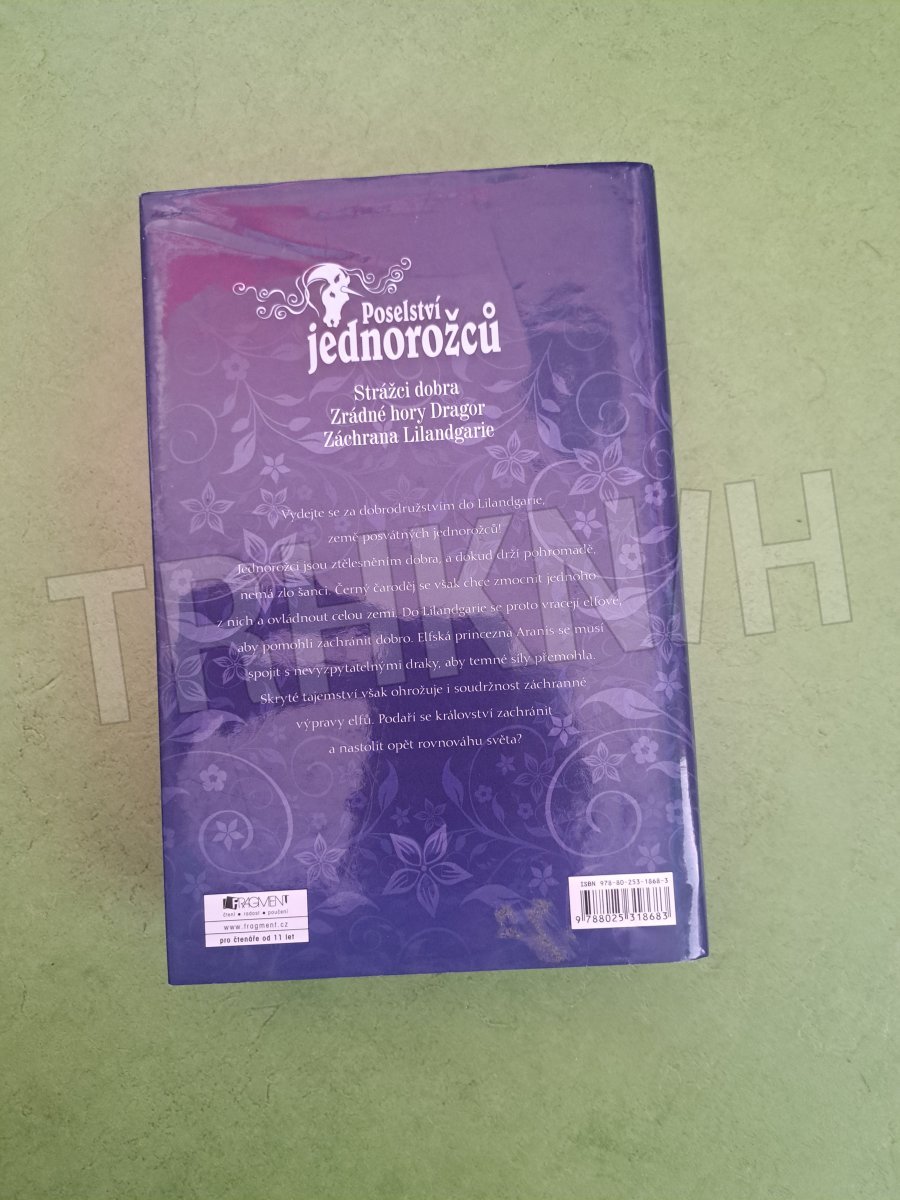 Poselství
jednorožců
Strážci dobra
Zrádné hory Dragor
Záchrana Lilandgarie
Vydejte se za dobrodružstvím do Lilandgarie,
země posvátných jednorožců!
Jednorožci jsou ztělesněním dobra, a dokud drží pohromadě,
nemá zlo šanci. Černý čaroděj se však chce zmocnit jednoho
z nich a ovládnout celou zemi. Do Lilandgarie se proto vracejí elfové,
aby pomohli zachránit dobro. Elfská princezna Aranis se musí
spojit s nevyzpytatelnými draky, aby temné síly přemohla.
Skryté tajemství však ohrožuje i soudržnost záchranné
výpravy elfů. Podaří se království zachránit
a nastolit opět rovnováhu světa?
TRHKNIH
FRAGMENT
čtení • radost • poučení
www.fragment.cz
pro čtenáře od 11 let
ISBN 978-80-253-1868-3
9 788025 318683